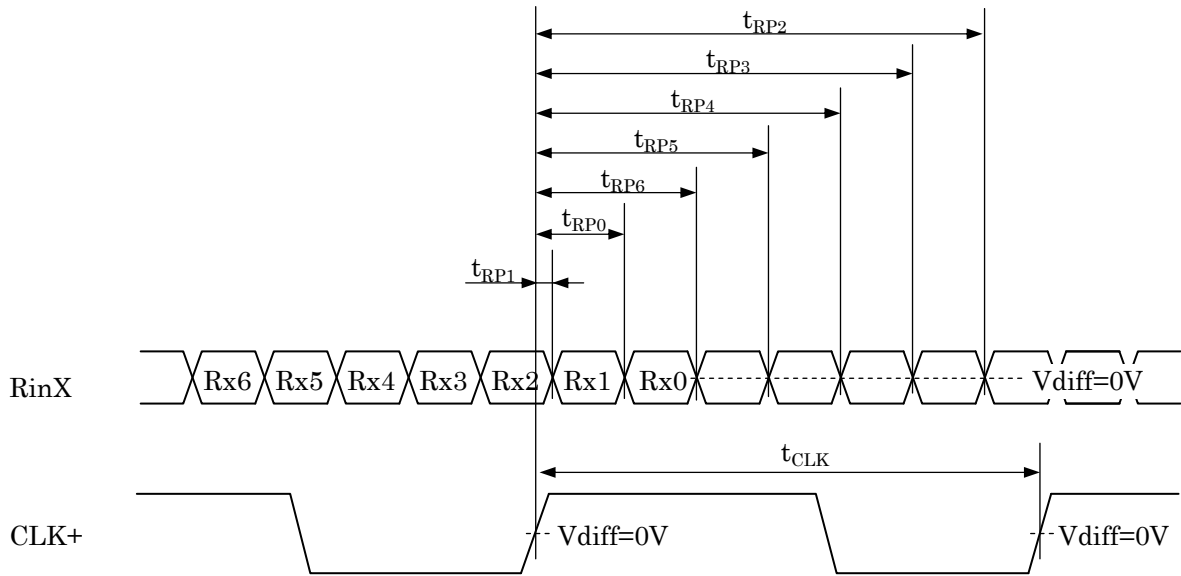 tRP2
tRP3
tRP4
tRP5
tRP6
tRP0
tRP1
RinX Rx6 Rx5 Rx4 Rx3 Rx2 Rx1 Rx0 Vdiff=0V
tCLK
CLK+ Vdiff=0V Vdiff=0V